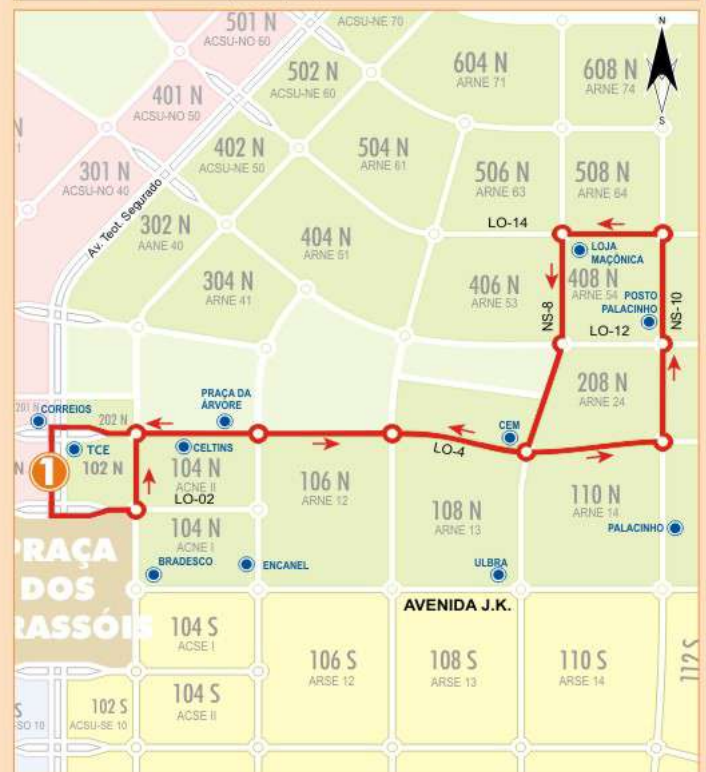 501 N
ACSU-NO 60
ACSU-NE 70
N
S
502 N
ACSU-NE 60
604 N
ARNE 71
608 N
ARNE 74
401 N
ACSU-NO 50
402 N
ACSU-NE 50
504 N
ARNE 61
301 N
ACSU-NO 40
506 N
ARNE 63
508 N
ARNE 64
Av. Teot. Segurado
302 N
AANE 40
LO-14
404 N
ARNE 51
LOJA
MAÇÔNICA
304 N
ARNE 41
406 N
ARNE 53
408 N
ARNE 54
POSTO
PALACINHO
NS-8
NS-10
LO-12
208 N
ARNE 24
PRAÇA DA
ÁRVORE
201 N
CORREIOS
202 N
CEM
TCE
CELTINS
LO-4
1
102 N
104 N
ACNE II
LO-02
106 N
ARNE 12
110 N
ARNE 14
108 N
ARNE 13
104 N
ACNE I
PALACINHO
PRAÇA
DOS
RASSÓIS
BRADESCO
ENCANEL
ULBRA
AVENIDA J.K.
104 S
ACSE I
106 S
ARSE 12
108 S
ARSE 13
110 S
ARSE 14
112 S
104 S
ACSE II
102 S
ACSU-SE 10
S
-SO 10